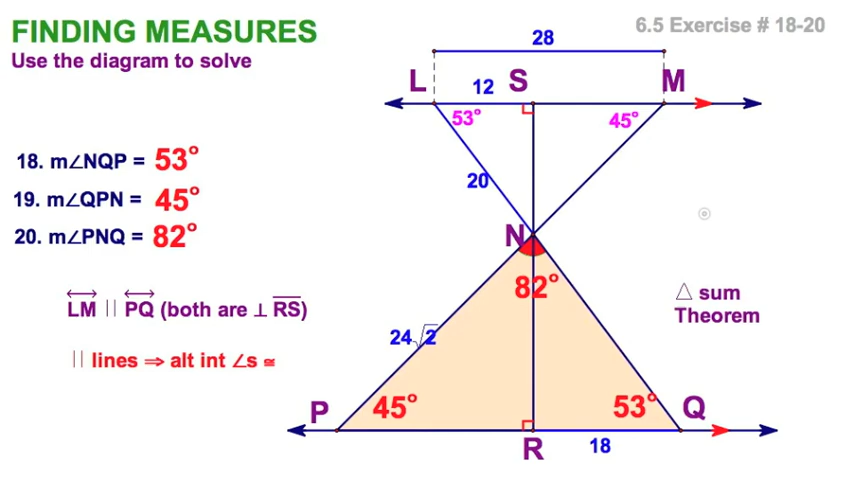 FINDING MEASURES
6.5 Exercise # 18-20
Use the diagram to solve
28
L
12
S
M
53°
45°
18. m∠NQP = 53°
20
19. m∠QPN = 45°
20. m∠PNQ = 82°
N
82°
△ sum
Theorem
LM || PQ (both are ⊥ RS)
24√2
|| lines ⇒ alt int ∠s ≅
P
45°
53°
Q
R
18